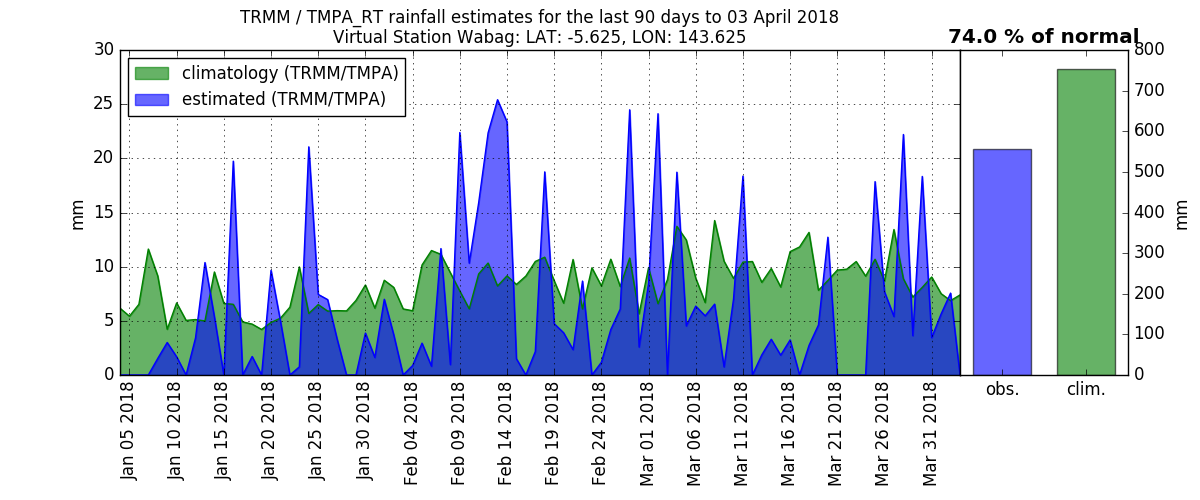 TRMM / TMPA_RT rainfall estimates for the last 90 days to 03 April 2018
Virtual Station Wabag: LAT: -5.625, LON: 143.625
74.0 % of normal
climatology (TRMM/TMPA)
estimated (TRMM/TMPA)
30
25
20
15
10
5
0
mm
Jan 05 2018
Jan 10 2018
Jan 15 2018
Jan 20 2018
Jan 25 2018
Jan 30 2018
Feb 04 2018
Feb 09 2018
Feb 14 2018
Feb 19 2018
Feb 24 2018
Mar 01 2018
Mar 06 2018
Mar 11 2018
Mar 16 2018
Mar 21 2018
Mar 26 2018
Mar 31 2018
obs.
clim.
800
700
600
500
400
300
200
100
0
mm